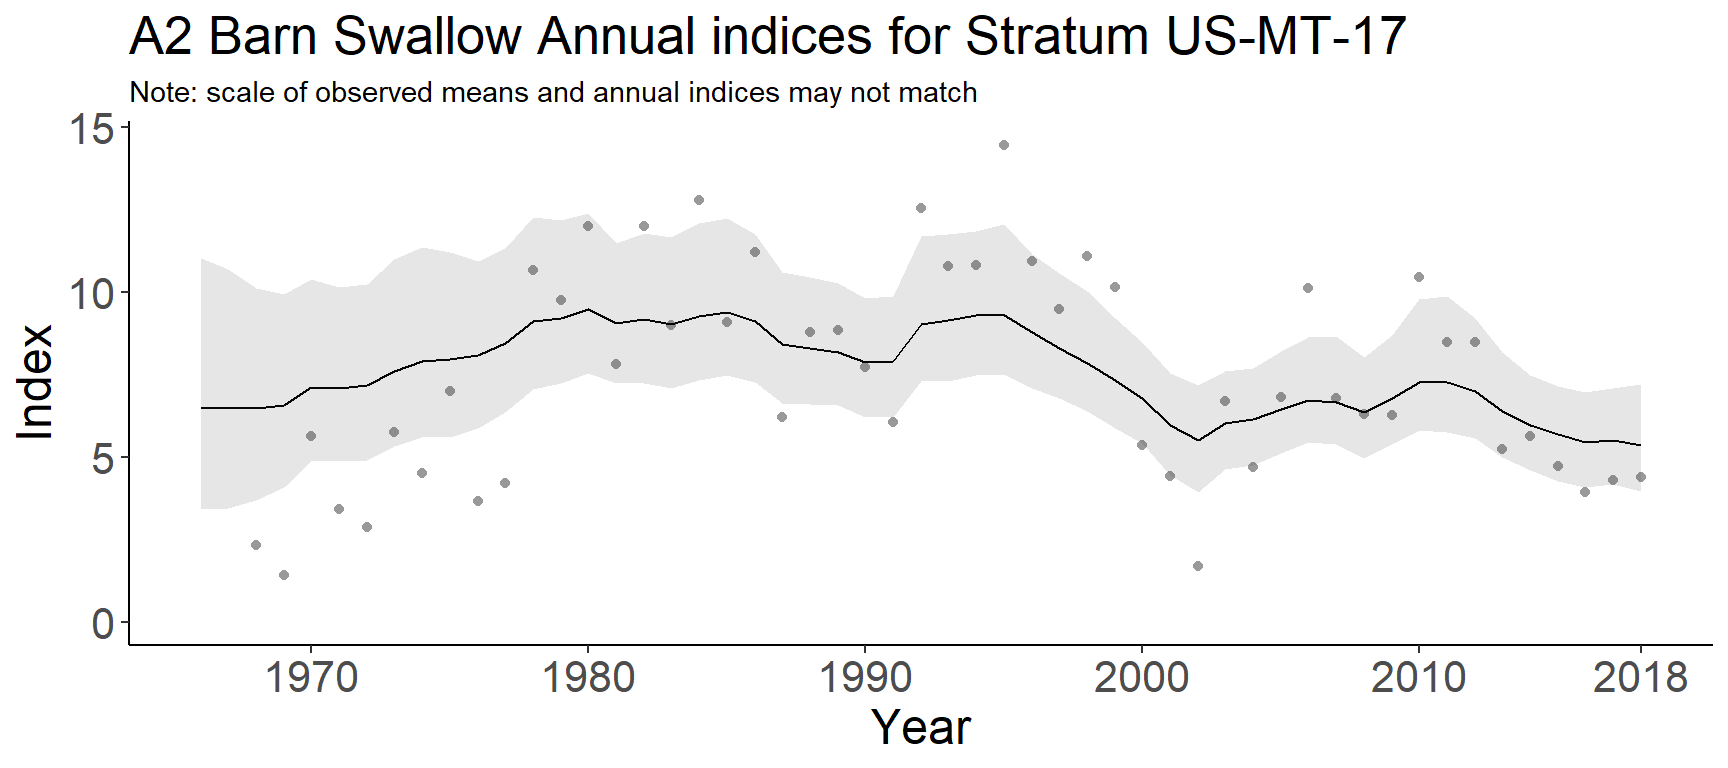 A2 Barn Swallow Annual indices for Stratum US-MT-17
Note: scale of observed means and annual indices may not match
15
10
5
0
Index
1970 1980 1990 2000 2010 2018
Year